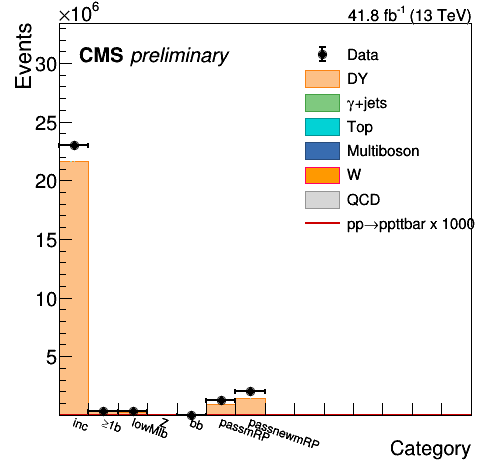 ×10⁶
41.8 fb⁻¹ (13 TeV)
Events
CMS preliminary
Data
DY
γ+jets
Top
Multiboson
W
QCD
pp→ppttbar x 1000
30
25
20
15
10
5
inc
≥1b
lowMib
Z
bb
passmRP
passnewmRP
Category